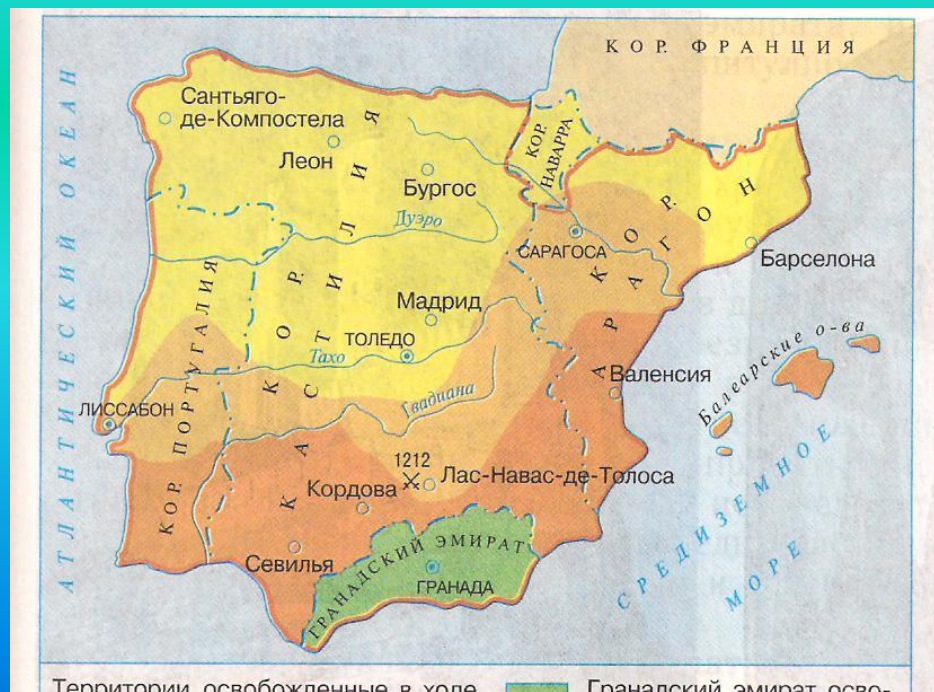 КОР. ФРАНЦИЯ
АТЛАНТИЧЕСКИЙ ОКЕАН
Сантьяго-
де-Компостела
Леон
Бургос
КОР.
НАВАРРА
Дуэро
КОР. КАСТИЛИЯ
САРАГОСА
КОР. АРАГОН
Барселона
КОР. ПОРТУГАЛИЯ
Мадрид
ТОЛЕДО
Тахо
Балеарские о-ва
Валенсия
Гвадиана
ЛИССАБОН
1212
Лас-Навас-де-Толоса
Кордова
Севилья
ГРАНАДСКИЙ ЭМИРАТ
ГРАНАДА
СРЕДИЗЕМНОЕ
МОРЕ
Территории, освобожденные в ходе
Гранадский эмират, осво-